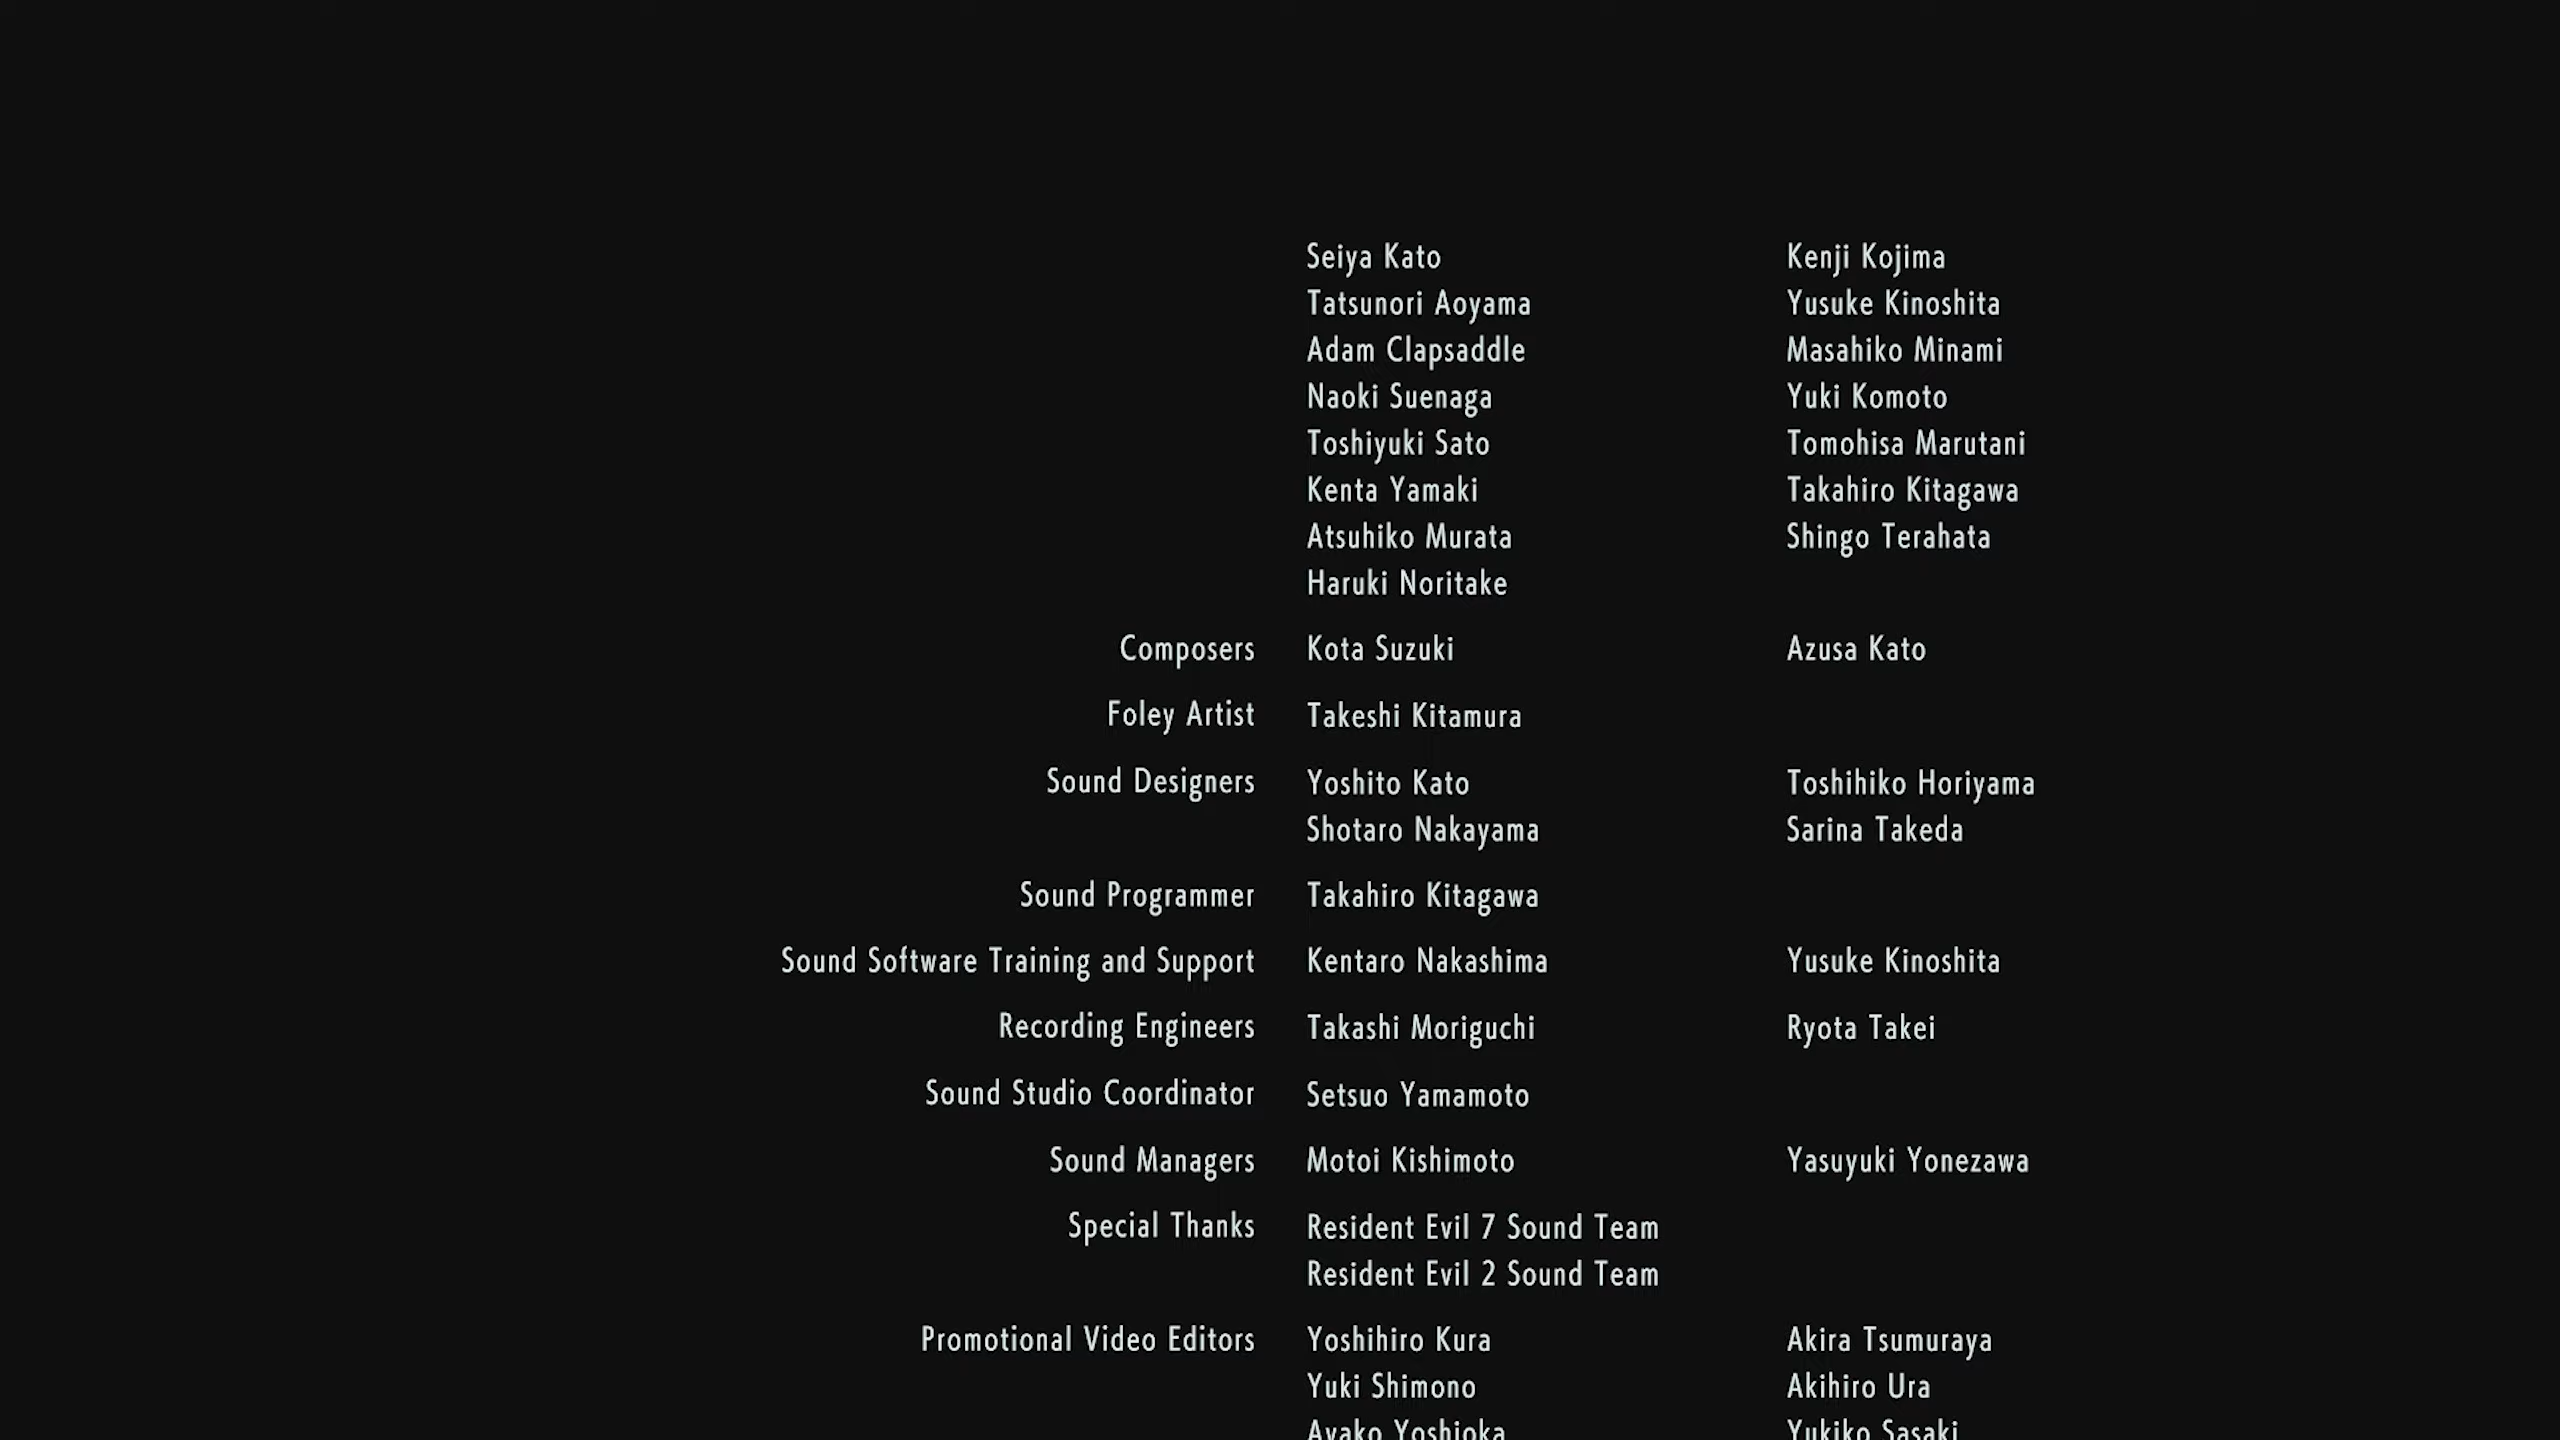 Seiya Kato Kenji Kojima
Tatsunori Aoyama Yusuke Kinoshita
Adam Clapsaddle Masahiko Minami
Naoki Suenaga Yuki Komoto
Toshiyuki Sato Tomohisa Marutani
Kenta Yamaki Takahiro Kitagawa
Atsuhiko Murata Shingo Terahata
Haruki Noritake
Composers Kota Suzuki Azusa Kato
Foley Artist Takeshi Kitamura
Sound Designers Yoshito Kato Toshihiko Horiyama
Shotaro Nakayama Sarina Takeda
Sound Programmer Takahiro Kitagawa
Sound Software Training and Support Kentaro Nakashima Yusuke Kinoshita
Recording Engineers Takashi Moriguchi Ryota Takei
Sound Studio Coordinator Setsuo Yamamoto
Sound Managers Motoi Kishimoto Yasuyuki Yonezawa
Special Thanks Resident Evil 7 Sound Team
Resident Evil 2 Sound Team
Promotional Video Editors Yoshihiro Kura Akira Tsumuraya
Yuki Shimono Akihiro Ura
Ayako Yoshioka Yukiko Sasaki